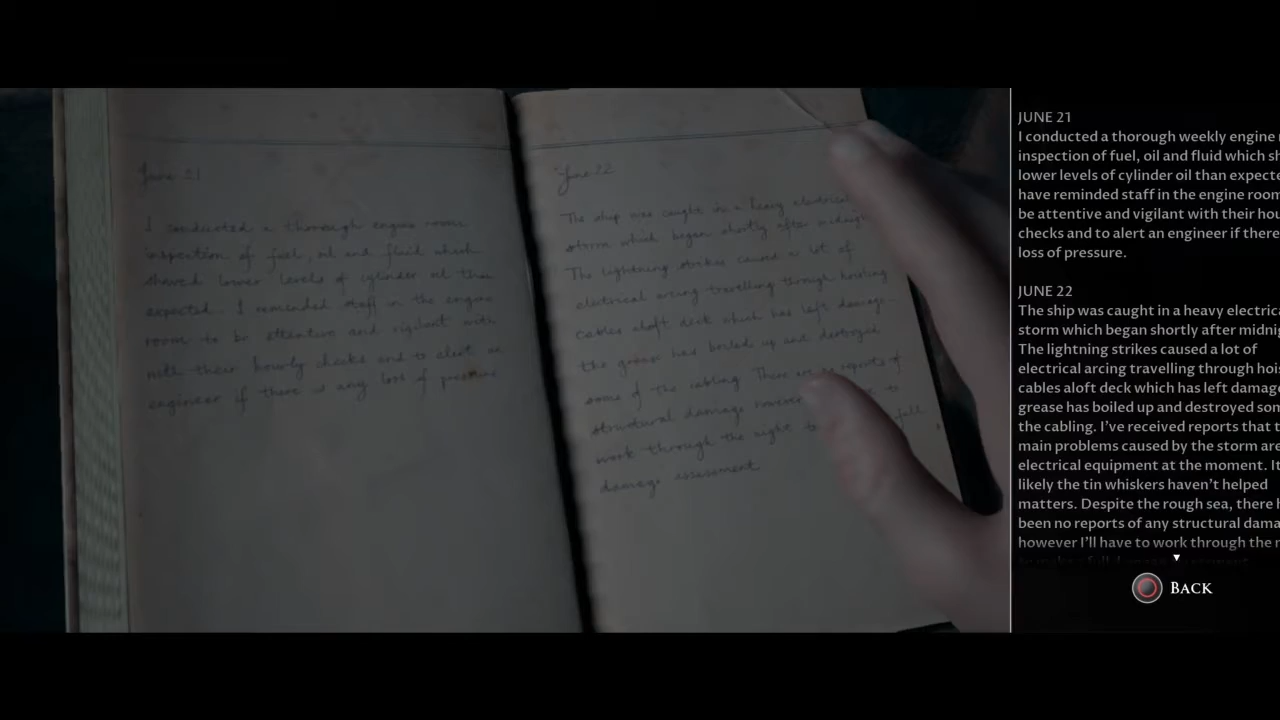 June 21
I conducted a thorough engine room
inspection of fuel, oil and fluid which
showed lower levels of cylinder oil than
expected. I reminded staff in the engine
room to be attentive and vigilant with
with their hourly checks and to alert an
engineer if there is any loss of pressure
June 22
The ship was caught in a heavy electrical
storm which began shortly after midnigh
The lightning strikes caused a lot of
electrical arcing travelling through hoisting
cables aloft deck which has left damage
the grease has boiled up and destroyed
some of the cabling. There are no reports of
structural damage however to
work through the night to full
damage assessment
JUNE 21
I conducted a thorough weekly engine
inspection of fuel, oil and fluid which sh
lower levels of cylinder oil than expecte
have reminded staff in the engine room
be attentive and vigilant with their hou
checks and to alert an engineer if there
loss of pressure.
JUNE 22
The ship was caught in a heavy electrica
storm which began shortly after midnig
The lightning strikes caused a lot of
electrical arcing travelling through hois
cables aloft deck which has left damage
grease has boiled up and destroyed som
the cabling. I've received reports that t
main problems caused by the storm are
electrical equipment at the moment. It
likely the tin whiskers haven't helped
matters. Despite the rough sea, there h
been no reports of any structural dama
however I'll have to work through the n
to make a full damage assessment
BACK